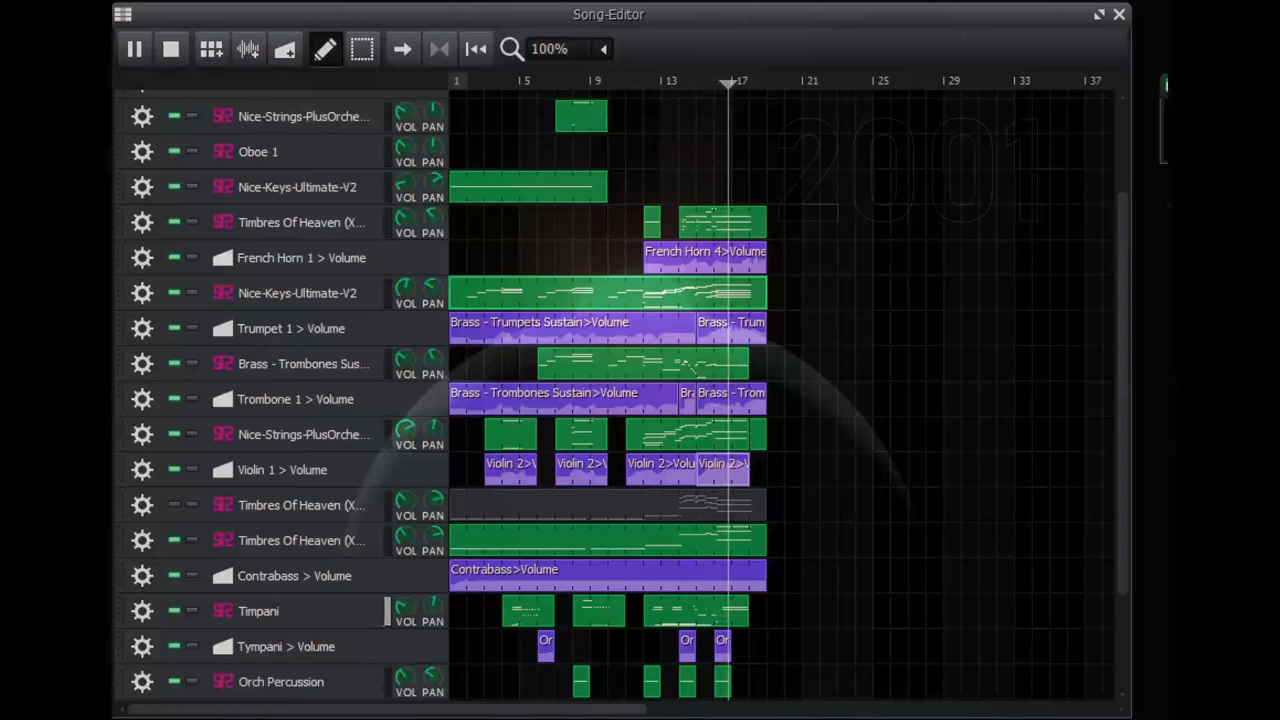 Song-Editor
100%
1 5 9 13 17 21 25 29 33 37
Nice-Strings-PlusOrche... VOL PAN
Oboe 1 VOL PAN
Nice-Keys-Ultimate-V2 VOL PAN
Timbres Of Heaven (X... VOL PAN
French Horn 1 > Volume French Horn 4>Volume
Nice-Keys-Ultimate-V2 VOL PAN
Trumpet 1 > Volume Brass - Trumpets Sustain>Volume Brass - Trum
Brass - Trombones Sus... VOL PAN
Trombone 1 > Volume Brass - Trombones Sustain>Volume Bra Brass - Trom
Nice-Strings-PlusOrche... VOL PAN
Violin 1 > Volume Violin 2>V Violin 2>V Violin 2>Volu Violin 2>V
Timbres Of Heaven (X... VOL PAN
Timbres Of Heaven (X... VOL PAN
Contrabass > Volume Contrabass>Volume
Timpani VOL PAN
Tympani > Volume Or Or Or
Orch Percussion VOL PAN
2001